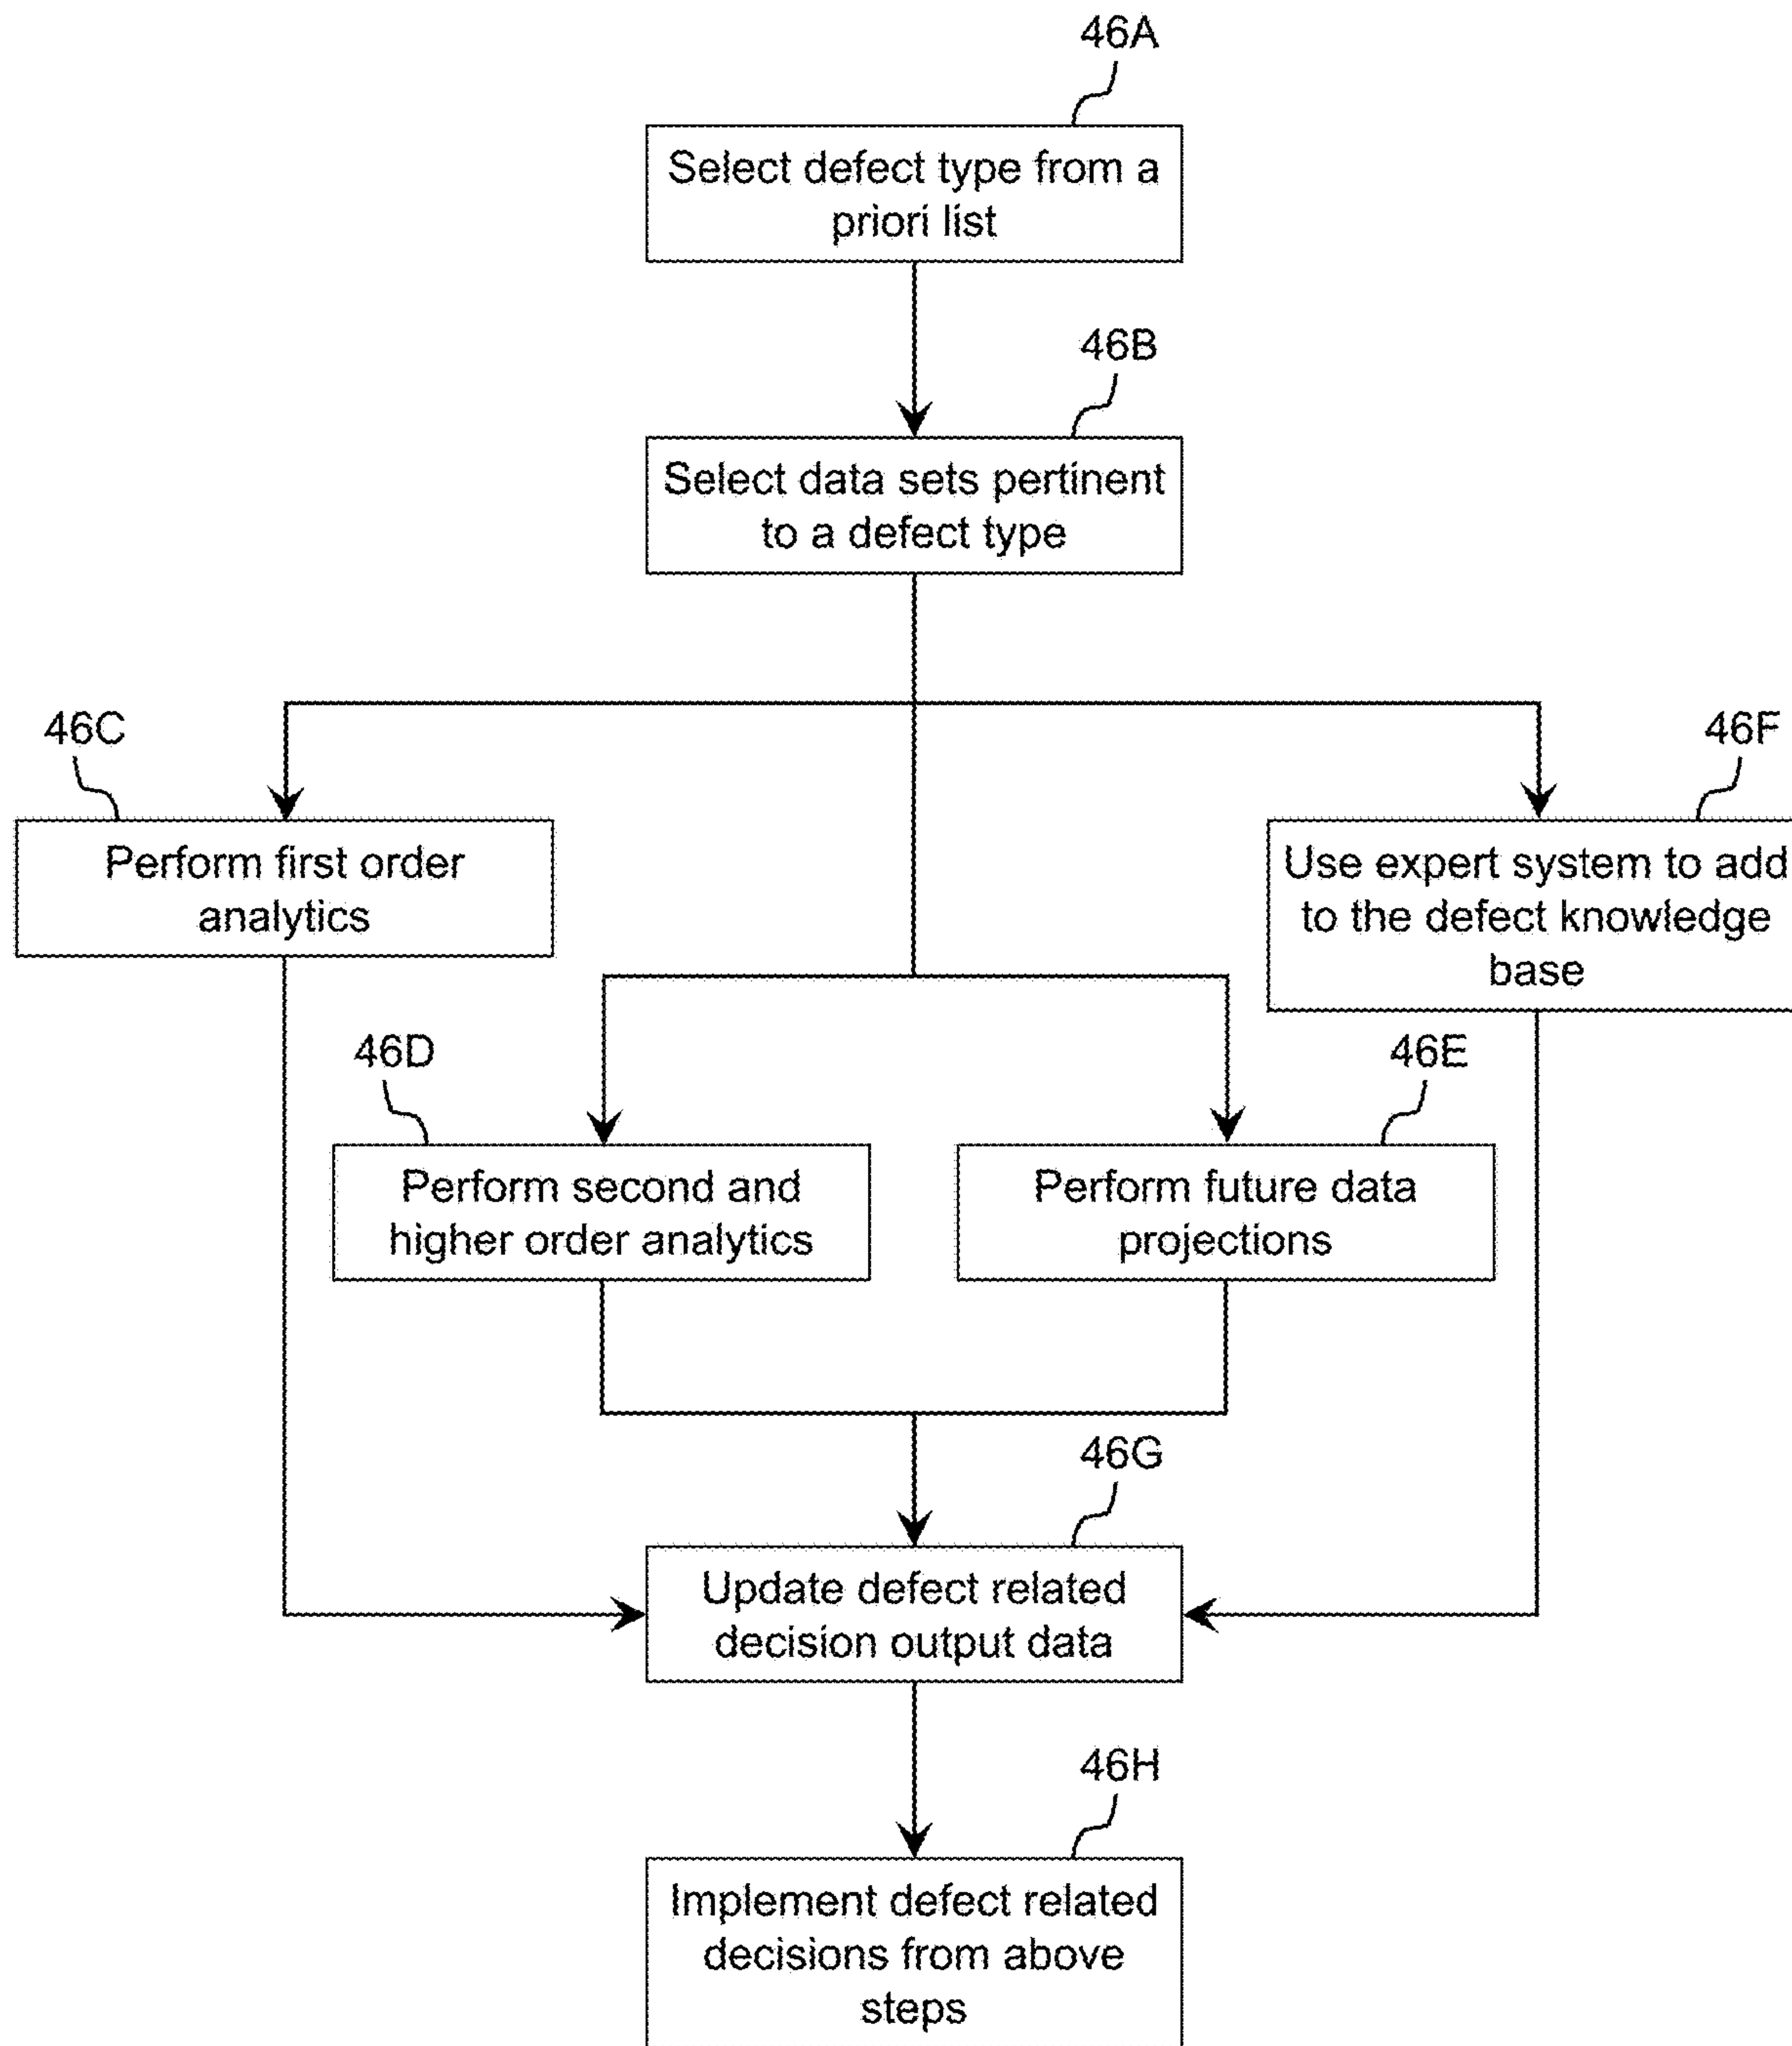 46A
Select defect type from a
priori list
46B
Select data sets pertinent
to a defect type
46C
46F
Perform first order
analytics
Use expert system to add
to the defect knowledge
base
46D
46E
Perform second and
higher order analytics
Perform future data
projections
46G
Update defect related
decision output data
46H
Implement defect related
decisions from above
steps